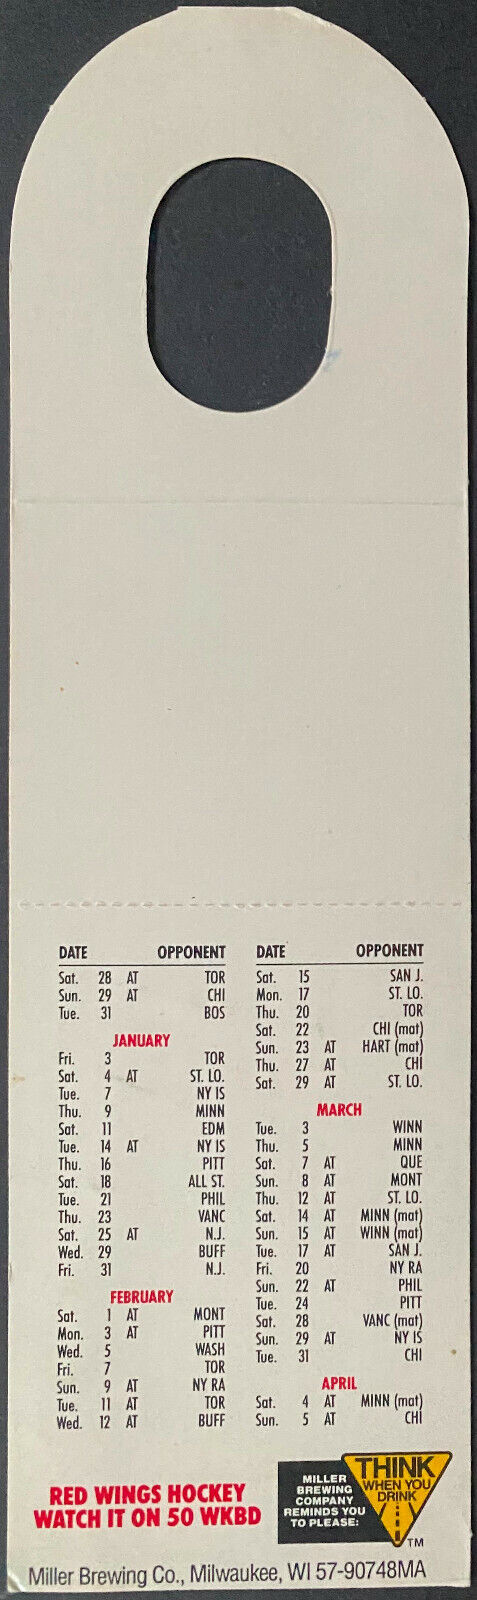 DATE OPPONENT
Sat. 28 AT TOR
Sun. 29 AT CHI
Tue. 31 BOS
JANUARY
Fri. 3 TOR
Sat. 4 AT ST. LO.
Tue. 7 NY IS
Thu. 9 MINN
Sat. 11 EDM
Tue. 14 AT NY IS
Thu. 16 PITT
Sat. 18 ALL ST.
Tue. 21 PHIL
Thu. 23 VANC
Sat. 25 AT N.J.
Wed. 29 BUFF
Fri. 31 N.J.
FEBRUARY
Sat. 1 AT MONT
Mon. 3 AT PITT
Wed. 5 WASH
Fri. 7 TOR
Sun. 9 AT NY RA
Tue. 11 AT TOR
Wed. 12 AT BUFF
DATE OPPONENT
Sat. 15 SAN J.
Mon. 17 ST. LO.
Thu. 20 TOR
Sat. 22 CHI (mat)
Sun. 23 AT HART (mat)
Thu. 27 AT CHI
Sat. 29 AT ST. LO.
MARCH
Tue. 3 WINN
Thu. 5 MINN
Sat. 7 AT QUE
Sun. 8 AT MONT
Thu. 12 AT ST. LO.
Sat. 14 AT MINN (mat)
Sun. 15 AT WINN (mat)
Tue. 17 AT SAN J.
Fri. 20 NY RA
Sun. 22 AT PHIL
Tue. 24 PITT
Sat. 28 VANC (mat)
Sun. 29 AT NY IS
Tue. 31 CHI
APRIL
Sat. 4 AT MINN (mat)
Sun. 5 AT CHI
RED WINGS HOCKEY
WATCH IT ON 50 WKBD
MILLER
BREWING
COMPANY
REMINDS YOU
TO PLEASE:
THINK
WHEN YOU
DRINK
TM
Miller Brewing Co., Milwaukee, WI 57-90748MA